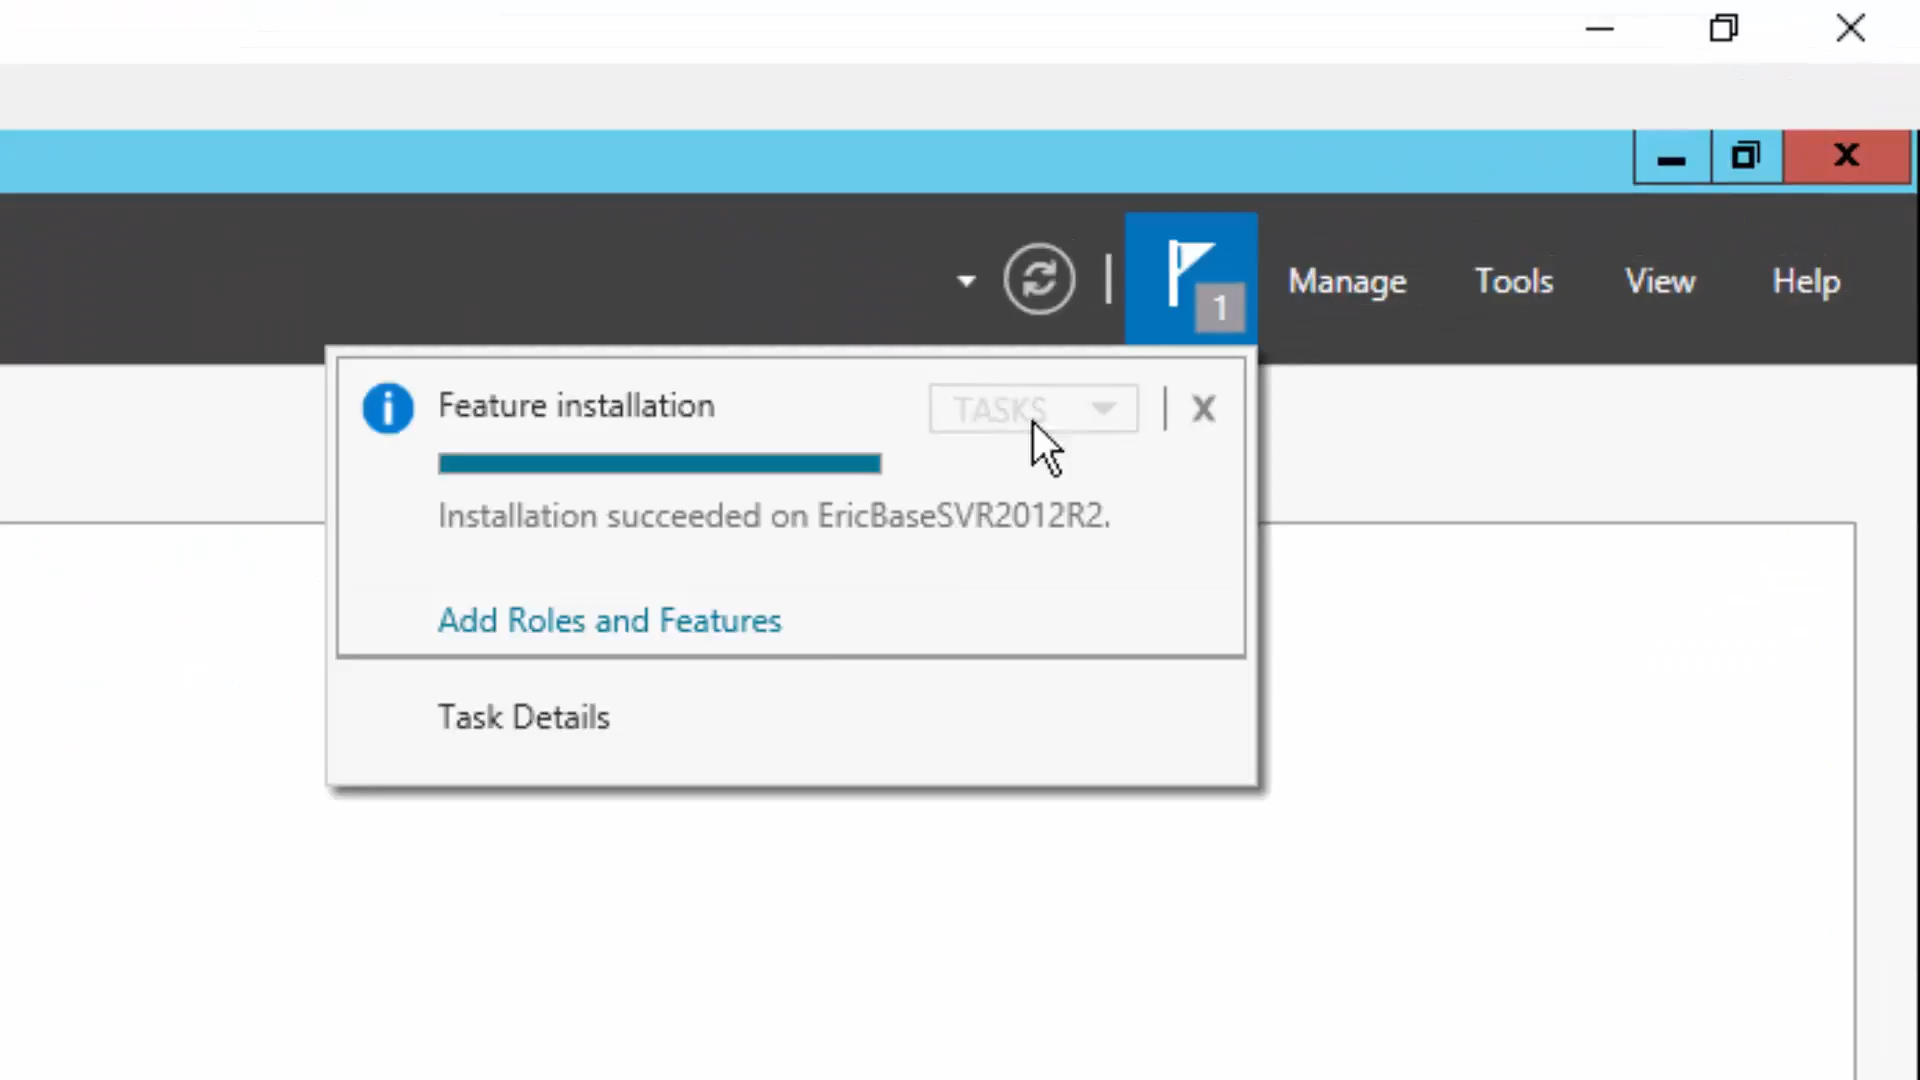 1
Manage
Tools
View
Help
Feature installation
TASKS
X
Installation succeeded on EricBaseSVR2012R2.
Add Roles and Features
Task Details